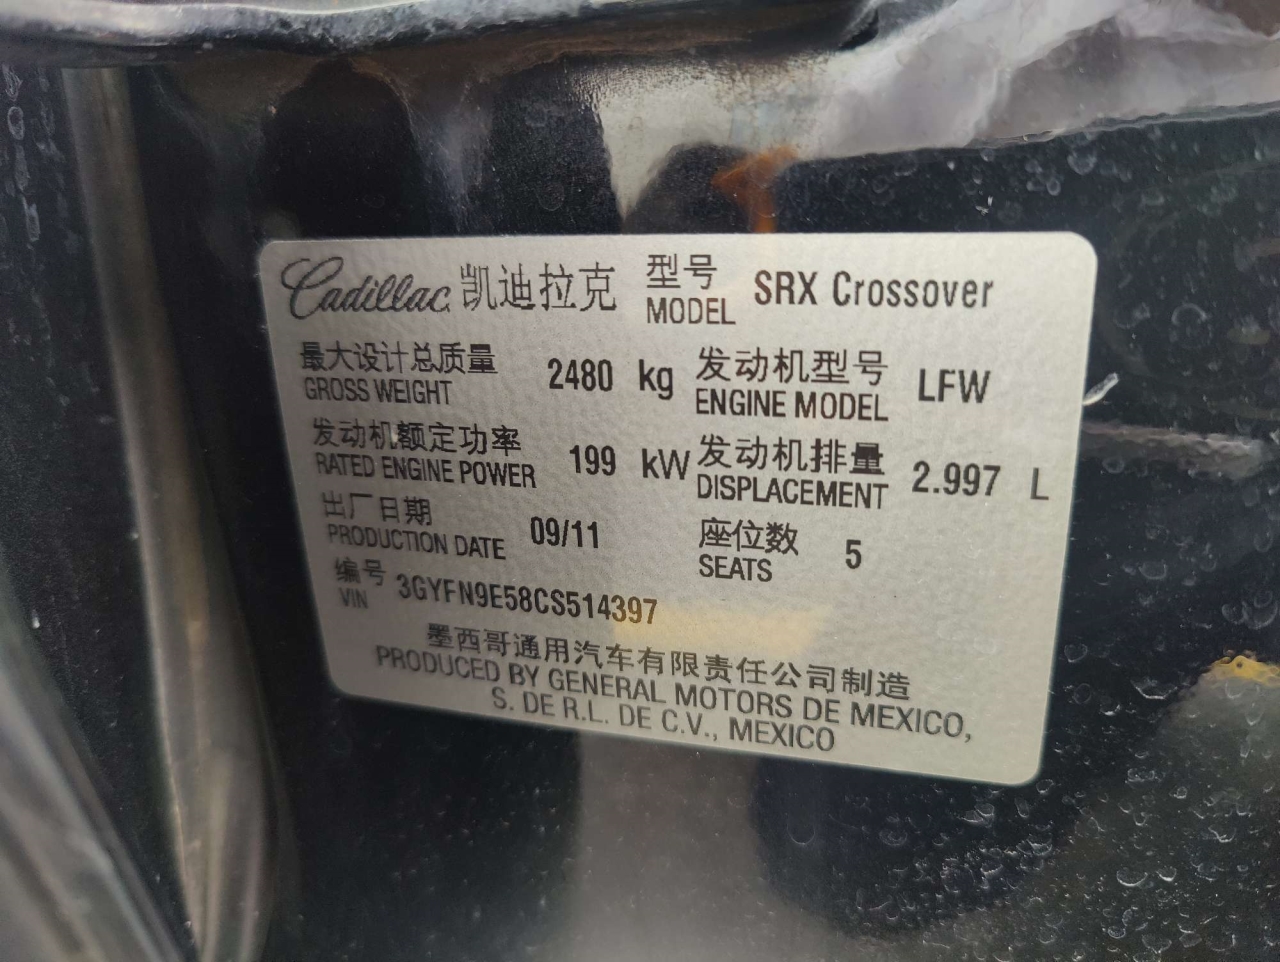 Cadillac 凯迪拉克 型号 MODEL SRX Crossover
最大设计总质量 GROSS WEIGHT 2480 kg 发动机型号 ENGINE MODEL LFW
发动机额定功率 RATED ENGINE POWER 199 kW 发动机排量 DISPLACEMENT 2.997 L
出厂日期 PRODUCTION DATE 09/11 座位数 SEATS 5
编号 VIN 3GYFN9E58CS514397
墨西哥通用汽车有限责任公司制造
PRODUCED BY GENERAL MOTORS DE MEXICO,
S. DE R.L. DE C.V., MEXICO